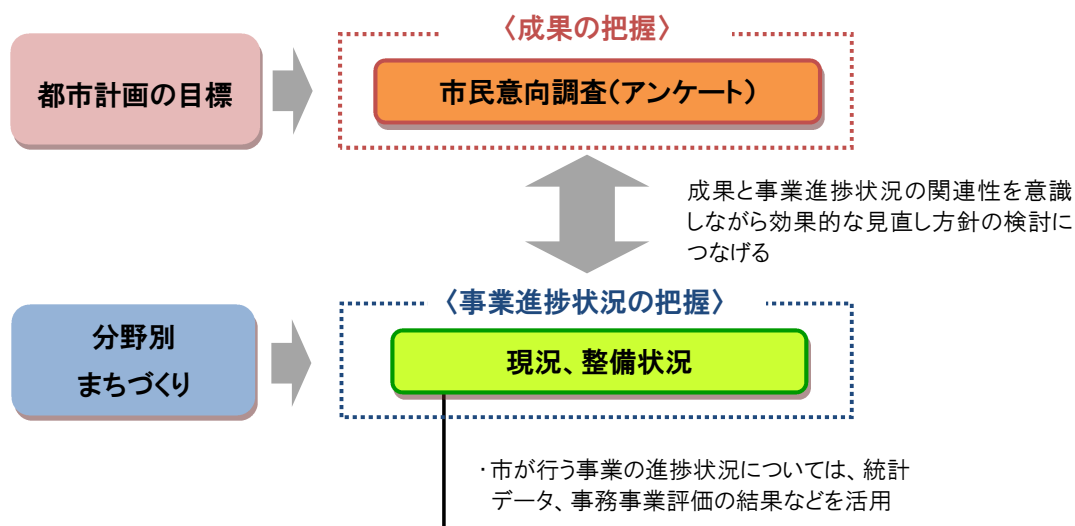 〈成果の把握〉
都市計画の目標
市民意向調査(アンケート)
成果と事業進捗状況の関連性を意識
しながら効果的な見直し方針の検討に
つなげる
〈事業進捗状況の把握〉
分野別
まちづくり
現況、整備状況
・市が行う事業の進捗状況については、統計
データ、事務事業評価の結果などを活用